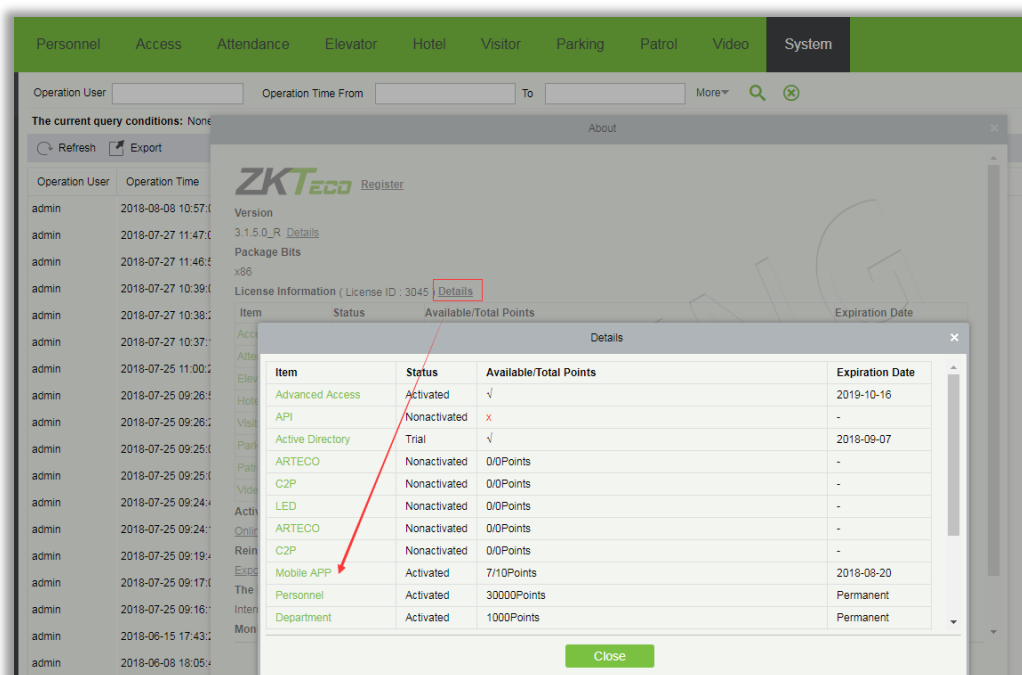 Personnel Access Attendance Elevator Hotel Visitor Parking Patrol Video System
Operation User Operation Time From To More
The current query conditions: None
About
Refresh Export
Operation User Operation Time
ZKTeco Register
admin 2018-08-08 10:57:0
Version
admin 2018-07-27 11:47:0
3.1.5.0_R Details
Package Bits
admin 2018-07-27 11:46:5
x86
admin 2018-07-27 10:39:0
License Information ( License ID : 3045 ) Details
admin 2018-07-27 10:38:2
Item Status Available/Total Points Expiration Date
admin 2018-07-27 10:37:1
Details
admin 2018-07-25 11:00:2
Item Status Available/Total Points Expiration Date
admin 2018-07-25 09:26:5
Advanced Access Activated √ 2019-10-16
admin 2018-07-25 09:26:2
API Nonactivated x -
Active Directory Trial √ 2018-09-07
admin 2018-07-25 09:25:0
ARTECO Nonactivated 0/0Points -
admin 2018-07-25 09:25:0
C2P Nonactivated 0/0Points -
admin 2018-07-25 09:24:4
LED Nonactivated 0/0Points -
admin 2018-07-25 09:24:1
ARTECO Nonactivated 0/0Points -
admin 2018-07-25 09:19:4
C2P Nonactivated 0/0Points -
admin 2018-07-25 09:17:0
Mobile APP Activated 7/10Points 2018-08-20
The
Personnel Activated 30000Points Permanent
admin 2018-07-25 09:16:1
Department Activated 1000Points Permanent
admin 2018-06-15 17:43:2
Mon
admin 2018-06-08 18:05:4
Close